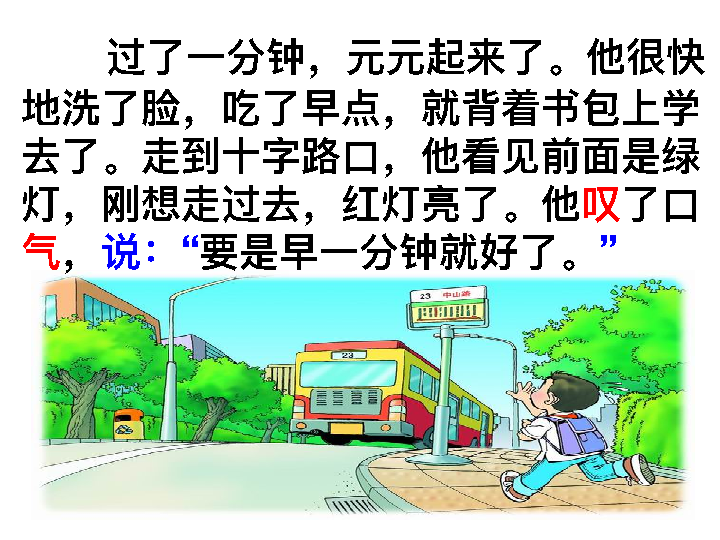 过了一分钟，元元起来了。他很快
地洗了脸，吃了早点，就背着书包上学
去了。走到十字路口，他看见前面是绿
灯，刚想走过去，红灯亮了。他叹了口
气，说：“要是早一分钟就好了。”
23 中山路
23